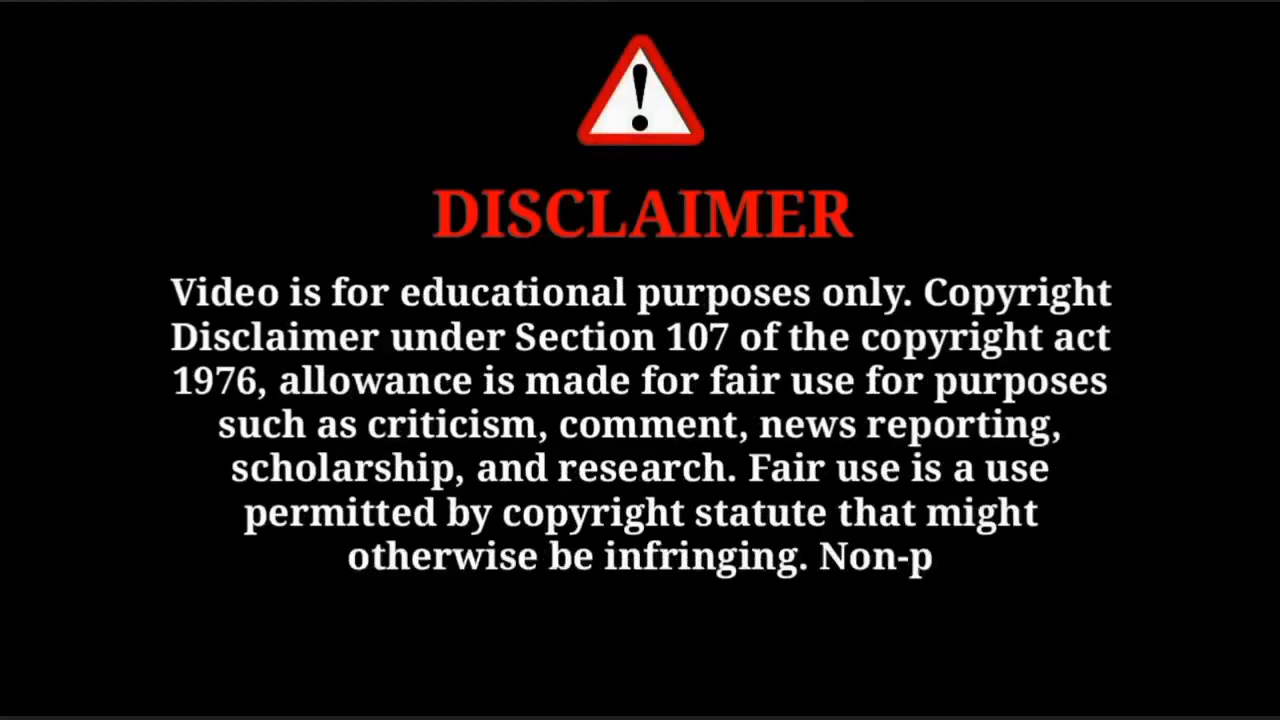 DISCLAIMER
Video is for educational purposes only. Copyright
Disclaimer under Section 107 of the copyright act
1976, allowance is made for fair use for purposes
such as criticism, comment, news reporting,
scholarship, and research. Fair use is a use
permitted by copyright statute that might
otherwise be infringing. Non-p